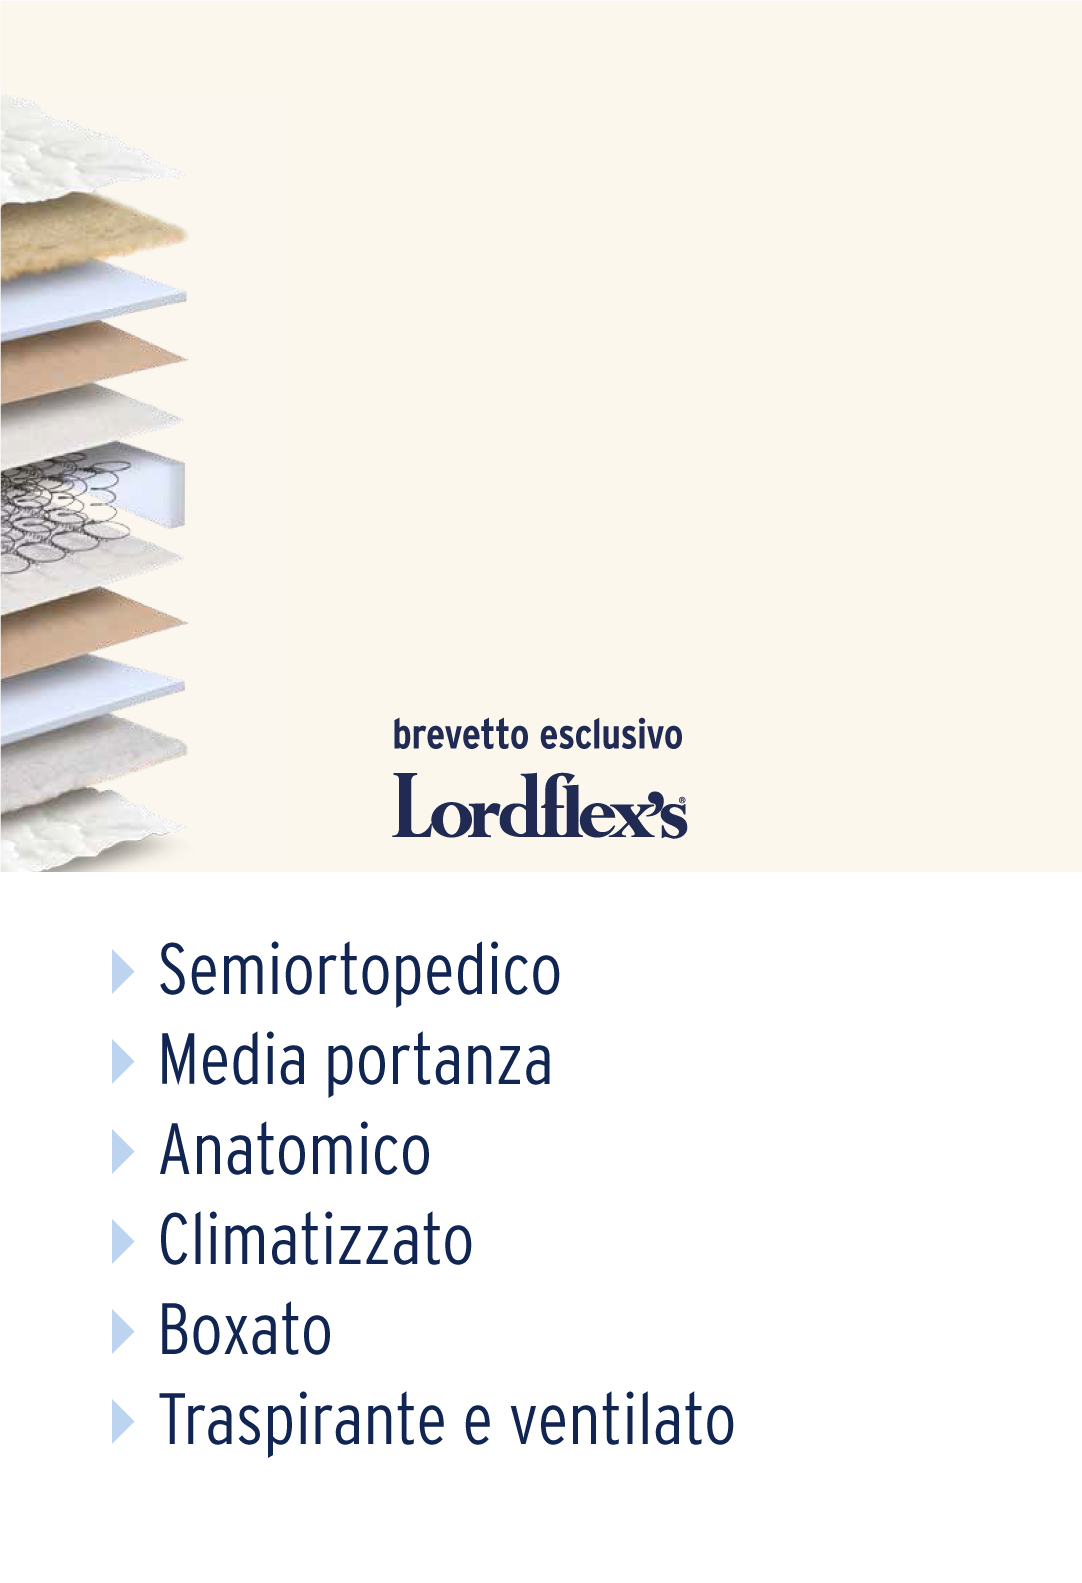 brevetto esclusivo
Lordflex's®
Semiortopedico
Media portanza
Anatomico
Climatizzato
Boxato
Traspirante e ventilato